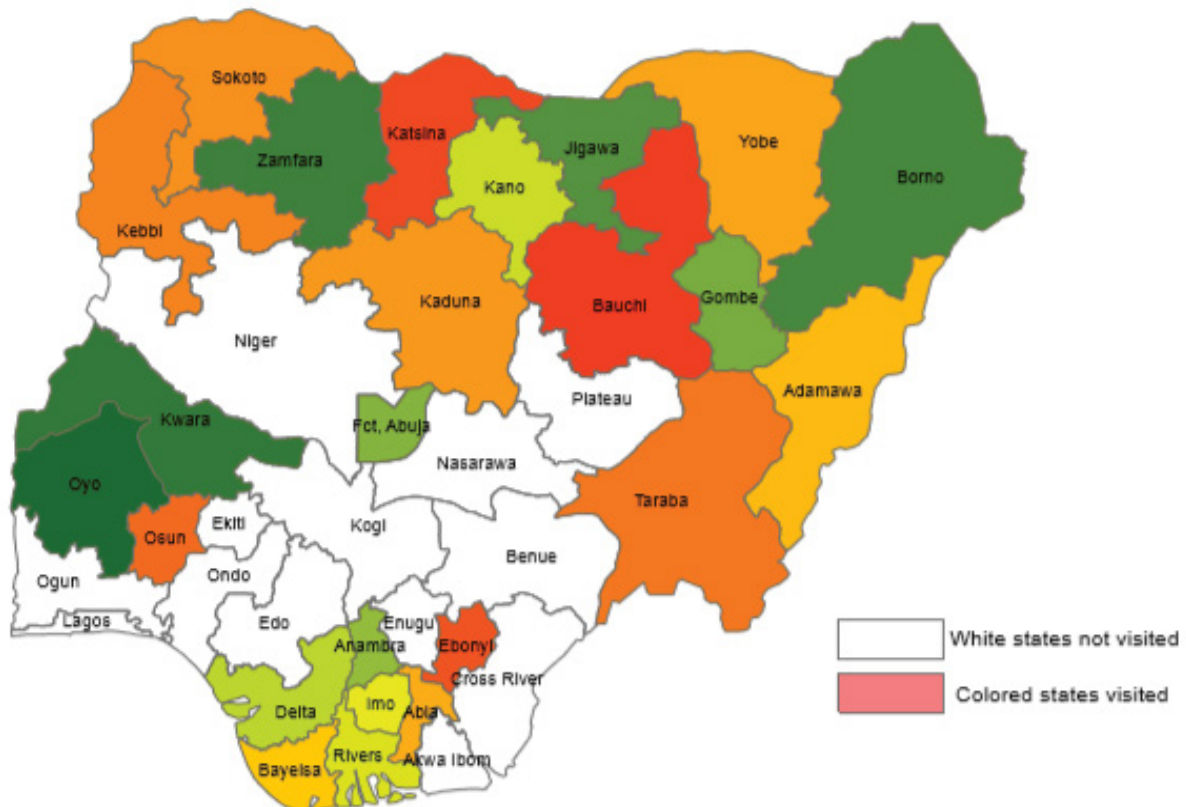 Sokoto
Katsina
Zamfara
Jigawa
Yobe
Kano
Borno
Kebbi
Kaduna
Bauchi
Gombe
Niger
Adamawa
Plateau
Kwara
Fct, Abuja
Nasarawa
Oyo
Taraba
Ekiti
Kogi
Osun
Benue
Ogun
Ondo
Lagos
Edo
Enugu
Anambra
Ebonyi
White states not visited
Cross River
Colored states visited
Imo
Delta
Abia
Rivers
Akwa Ibom
Bayelsa